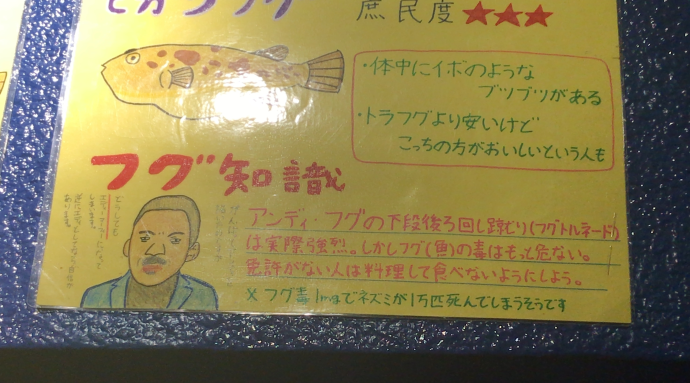 庶民度★★★
・体中にイボのような
ブツブツがある
・トラフグより安いけど
こっちの方がおいしいという人も
フグ知識
アンディ・フグの下段後ろ回し蹴り(フグトルネード)
は実際強烈。しかしフグ(魚)の毒はもっと危ない。
免許がない人は料理して食べないようにしよう。
× フグ毒1mgでネズミが1万匹死んでしまうそうです